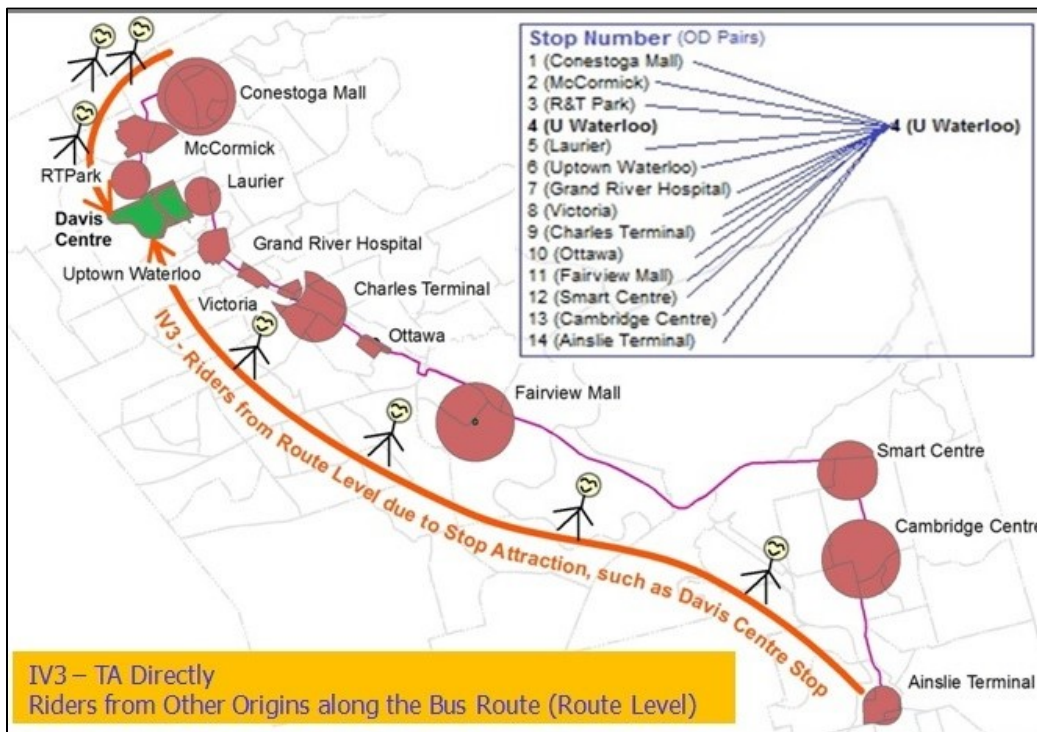 Stop Number (OD Pairs)
1 (Conestoga Mall)
2 (McCormick)
3 (R&T Park)
4 (U Waterloo)
5 (Laurier)
6 (Uptown Waterloo)
7 (Grand River Hospital)
8 (Victoria)
9 (Charles Terminal)
10 (Ottawa)
11 (Fairview Mall)
12 (Smart Centre)
13 (Cambridge Centre)
14 (Ainslie Terminal)
4 (U Waterloo)
Conestoga Mall
McCormick
RTPark
Laurier
Davis
Centre
Grand River Hospital
Uptown Waterloo
Charles Terminal
Victoria
Ottawa
Fairview Mall
Smart Centre
Cambridge Centre
Ainslie Terminal
IV3 - Riders from Route Level due to Stop Attraction, such as Davis Centre Stop
IV3 – TA Directly
Riders from Other Origins along the Bus Route (Route Level)